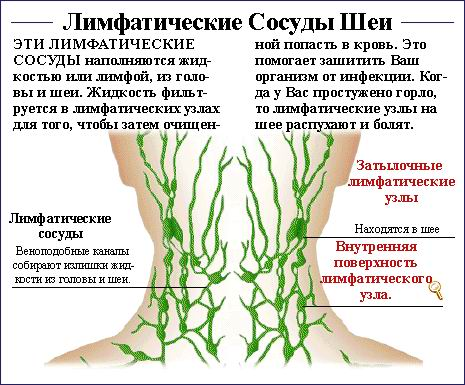 Лимфатические Сосуды Шеи
ЭТИ ЛИМФАТИЧЕСКИЕ
СОСУДЫ наполняются жид-
костью или лимфой, из голо-
вы и шеи. Жидкость фильт-
руется в лимфатических узлах
для того, чтобы затем очищен-
ной попасть в кровь. Это
помогает зашитить Ваш
организм от инфекции. Ког-
да у Вас простужено горло,
то лимфатические узлы на
шее распухают и болят.
Затылочные
лимфатические
узлы
Находятся в шее
Лимфатические
сосуды
Веноподобные каналы
собирают излишки жид-
кости из головы и шеи.
Внутренняя
поверхность
лимфатического
узла.